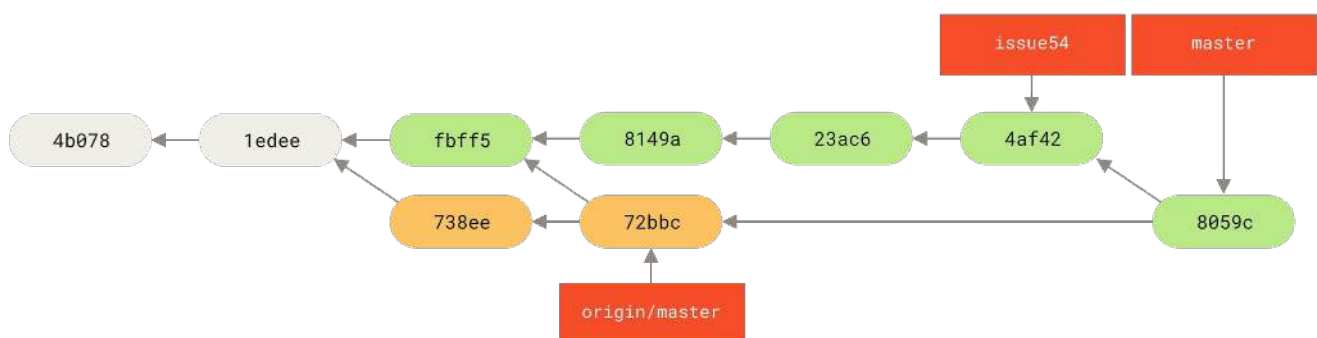 issue54
master
4b078
1edee
fbff5
8149a
23ac6
4af42
738ee
72bbc
8059c
origin/master